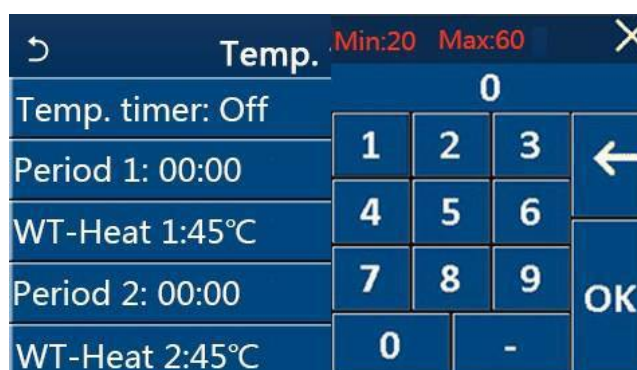 Temp.
Temp. timer: Off
Period 1: 00:00
WT-Heat 1:45℃
Period 2: 00:00
WT-Heat 2:45℃
Min:20 Max:60
0
1 2 3
4 5 6
7 8 9
OK
0 -